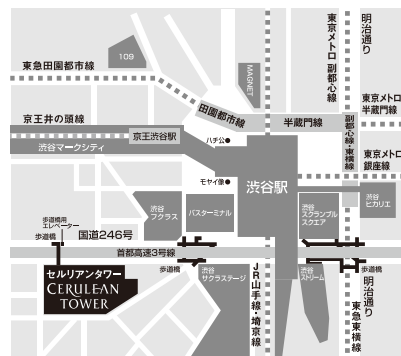 東急田園都市線
109
MAGNET
東京メトロ 副都心線
明治通り
田園都市線
半蔵門線
副都心線・東横線
東京メトロ
半蔵門線
京王井の頭線
京王渋谷駅
渋谷マークシティ
ハチ公
モヤイ像
渋谷駅
東京メトロ
銀座線
渋谷
フクラス
バスターミナル
渋谷
スクランブル
スクエア
渋谷
ヒカリエ
歩道橋用
エレベーター
歩道橋
国道246号
首都高速3号線
セルリアンタワー
CERULEAN
TOWER
歩道橋
渋谷
サクラステージ
JR山手線・埼京線
渋谷
ストリーム
歩道橋
明治通り
東急東横線